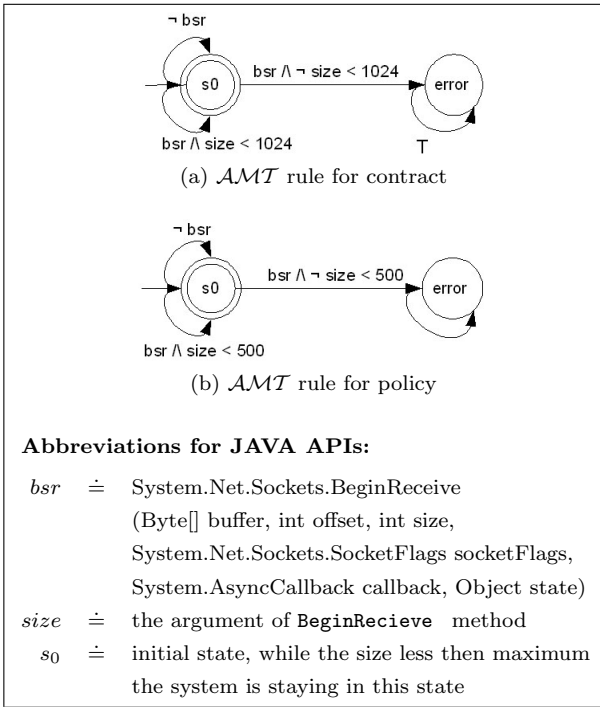 ¬ bsr
s0
bsr /\ ¬ size < 1024
error
bsr /\ size < 1024
T
(a) AMT rule for contract
¬ bsr
s0
bsr /\ ¬ size < 500
error
bsr /\ size < 500
(b) AMT rule for policy
Abbreviations for JAVA APIs:
bsr ≐ System.Net.Sockets.BeginReceive
(Byte[] buffer, int offset, int size,
System.Net.Sockets.SocketFlags socketFlags,
System.AsyncCallback callback, Object state)
size ≐ the argument of BeginRecieve method
s0 ≐ initial state, while the size less then maximum
the system is staying in this state